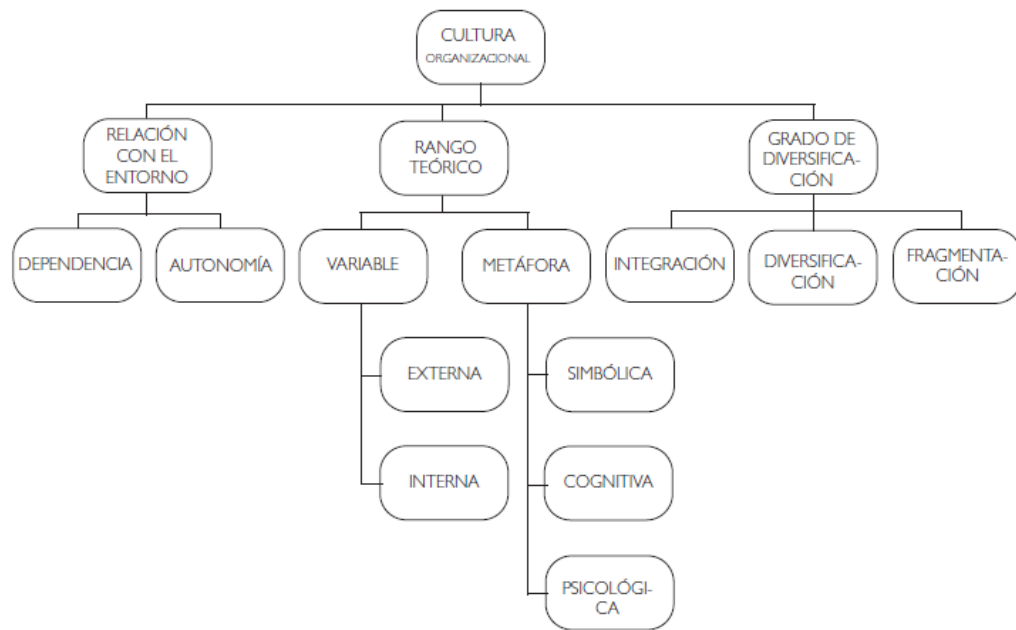 CULTURA
ORGANIZACIONAL
RELACIÓN
CON EL
ENTORNO
RANGO
TEÓRICO
GRADO DE
DIVERSIFICA-
CIÓN
DEPENDENCIA
AUTONOMÍA
VARIABLE
METÁFORA
INTEGRACIÓN
DIVERSIFICA-
CIÓN
FRAGMENTA-
CIÓN
EXTERNA
SIMBÓLICA
INTERNA
COGNITIVA
PSICOLÓGI-
CA